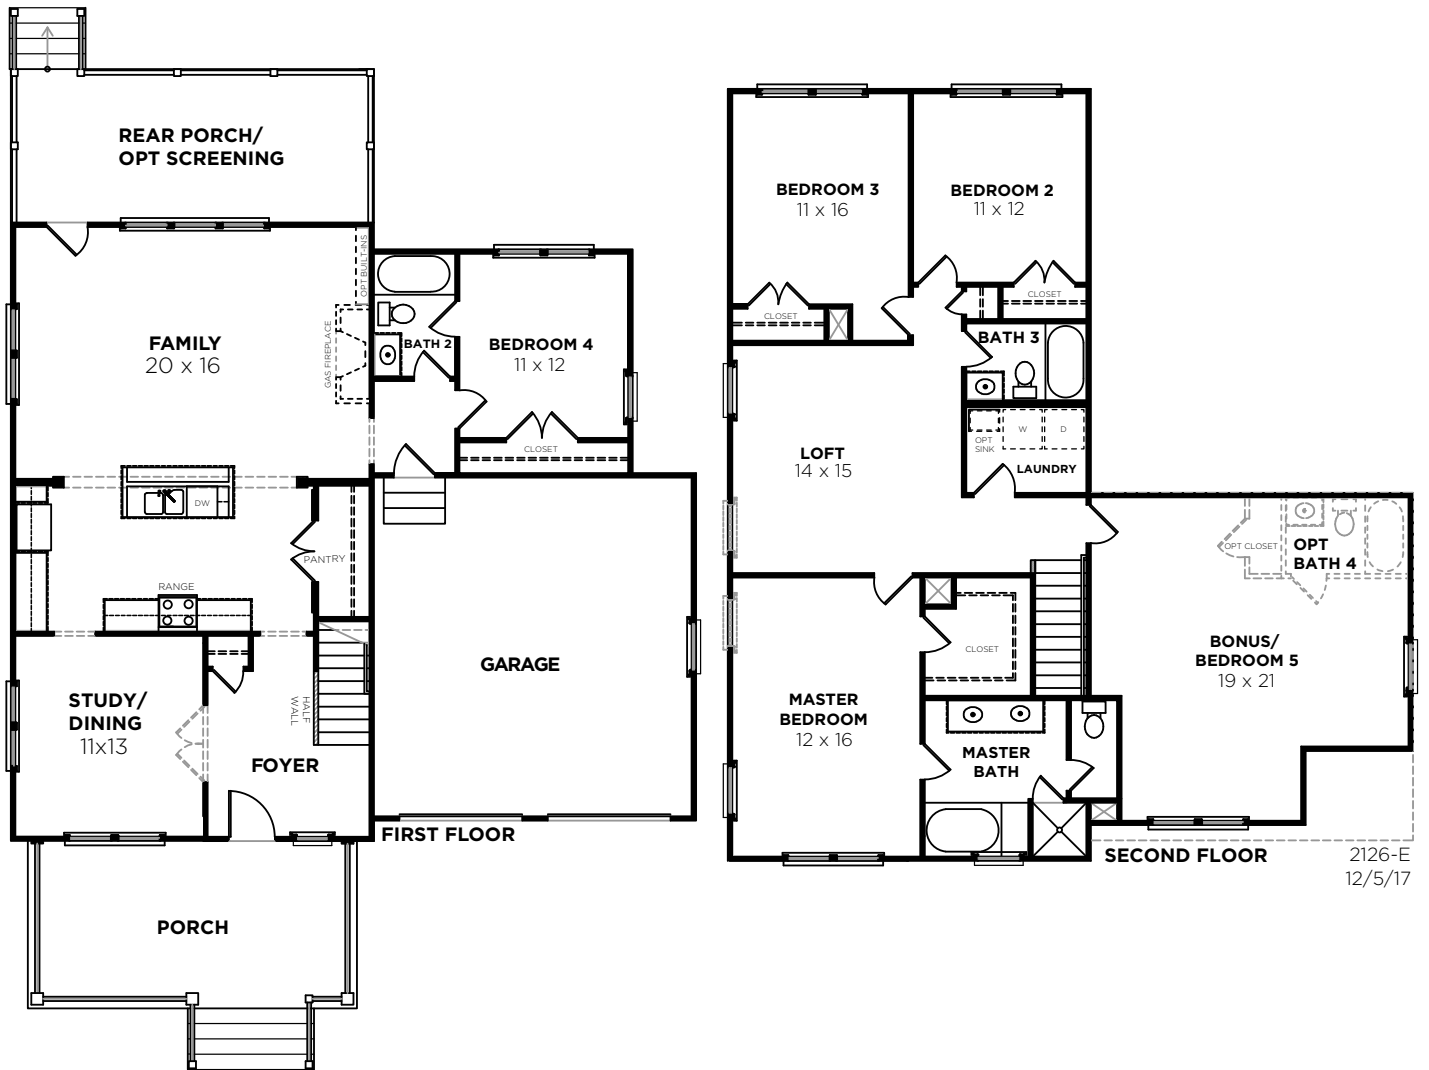 REAR PORCH/
OPT SCREENING
OPT BUILT-INS
FAMILY
20 x 16
GAS FIREPLACE
BATH 2
BEDROOM 4
11 x 12
CLOSET
DW
PANTRY
RANGE
STUDY/
DINING
11x13
HALF
WALL
FOYER
GARAGE
FIRST FLOOR
PORCH
BEDROOM 3
11 x 16
BEDROOM 2
11 x 12
CLOSET
CLOSET
BATH 3
OPT
SINK
W
D
LAUNDRY
LOFT
14 x 15
OPT CLOSET
OPT
BATH 4
CLOSET
BONUS/
BEDROOM 5
19 x 21
MASTER
BEDROOM
12 x 16
MASTER
BATH
SECOND FLOOR
2126-E
12/5/17